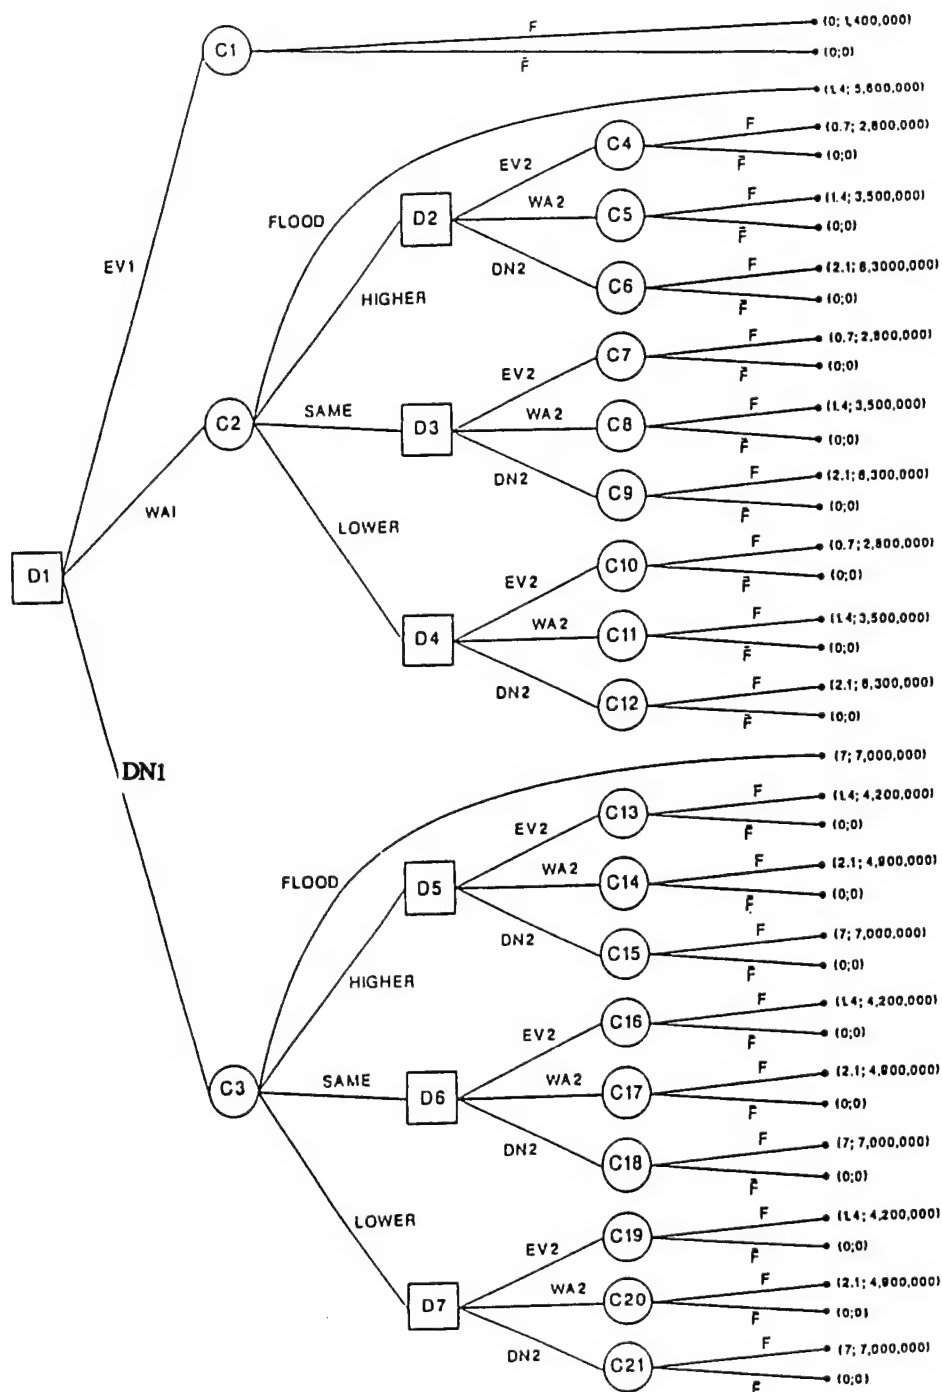 F (0; 1,400,000)
C1
F̄ (0;0)
(1.4; 5,600,000)
F (0.7; 2,800,000)
C4
EV2 F̄ (0;0)
F (1.4; 3,500,000)
WA2 C5
FLOOD D2 F̄ (0;0)
DN2 F (2.1; 6,3000,000)
EV1 C6
HIGHER F̄ (0;0)
F (0.7; 2,800,000)
C7
EV2 F̄ (0;0)
SAME WA2 F (1.4; 3,500,000)
C2 D3 C8
F̄ (0;0)
DN2 F (2.1; 6,300,000)
C9
WA1 F̄ (0;0)
LOWER F (0.7; 2,800,000)
C10
D1 EV2 F̄ (0;0)
F (1.4; 3,500,000)
WA2 C11
D4 F̄ (0;0)
DN2 F (2.1; 6,300,000)
C12
F̄ (0;0)
DN1 (7; 7,000,000)
F (1.4; 4,200,000)
C13
EV2 F̄ (0;0)
F (2.1; 4,900,000)
FLOOD D5 WA2 C14
F̄ (0;0)
DN2 F (7; 7,000,000)
C15
HIGHER F̄ (0;0)
F (1.4; 4,200,000)
C16
EV2 F̄ (0;0)
SAME WA2 F (2.1; 4,900,000)
C3 D6 C17
F̄ (0;0)
DN2 F (7; 7,000,000)
C18
F̄ (0;0)
LOWER F (1.4; 4,200,000)
C19
EV2 F̄ (0;0)
WA2 F (2.1; 4,900,000)
D7 C20
F̄ (0;0)
DN2 F (7; 7,000,000)
C21
F̄ (0;0)